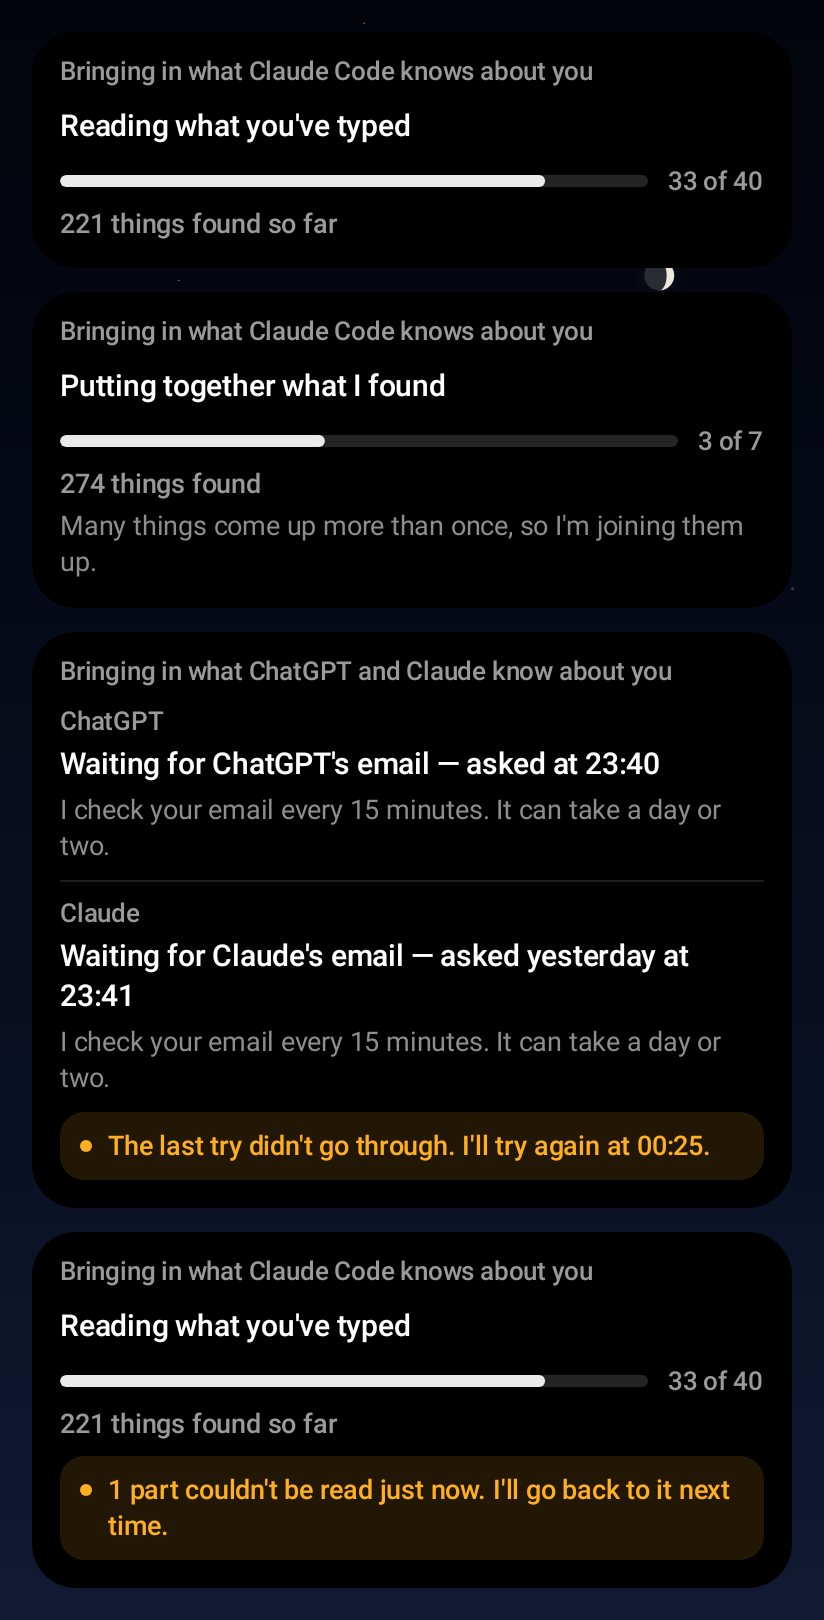 Bringing in what Claude Code knows about you
Reading what you've typed
33 of 40
221 things found so far
Bringing in what Claude Code knows about you
Putting together what I found
3 of 7
274 things found
Many things come up more than once, so I'm joining them
up.
Bringing in what ChatGPT and Claude know about you
ChatGPT
Waiting for ChatGPT's email — asked at 23:40
I check your email every 15 minutes. It can take a day or
two.
Claude
Waiting for Claude's email — asked yesterday at
23:41
I check your email every 15 minutes. It can take a day or
two.
The last try didn't go through. I'll try again at 00:25.
Bringing in what Claude Code knows about you
Reading what you've typed
33 of 40
221 things found so far
1 part couldn't be read just now. I'll go back to it next
time.